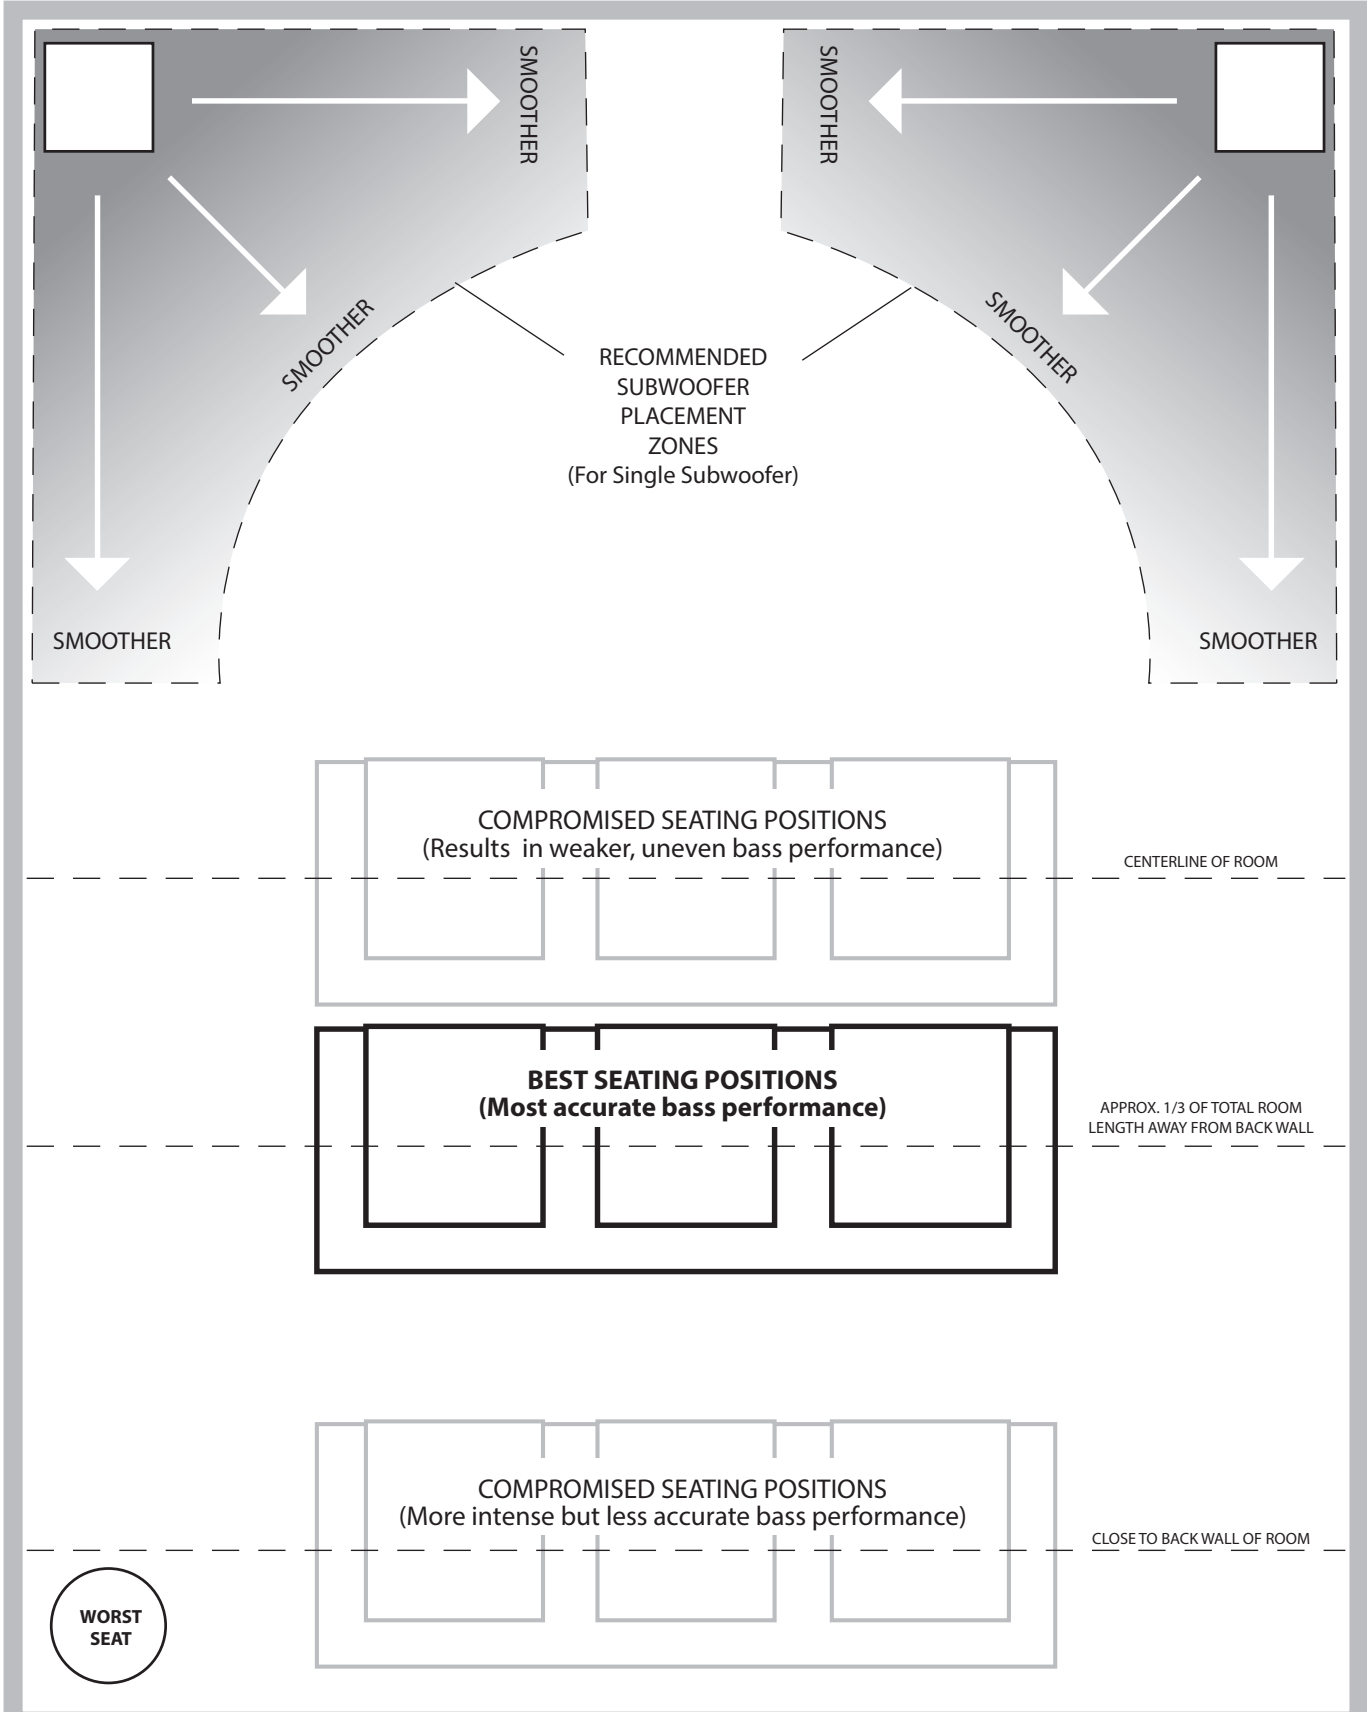 SMOOTHER
SMOOTHER
SMOOTHER
SMOOTHER
RECOMMENDED
SUBWOOFER
PLACEMENT
ZONES
(For Single Subwoofer)
SMOOTHER
SMOOTHER
COMPROMISED SEATING POSITIONS
(Results in weaker, uneven bass performance)
CENTERLINE OF ROOM
BEST SEATING POSITIONS
(Most accurate bass performance)
APPROX. 1/3 OF TOTAL ROOM
LENGTH AWAY FROM BACK WALL
COMPROMISED SEATING POSITIONS
(More intense but less accurate bass performance)
CLOSE TO BACK WALL OF ROOM
WORST
SEAT